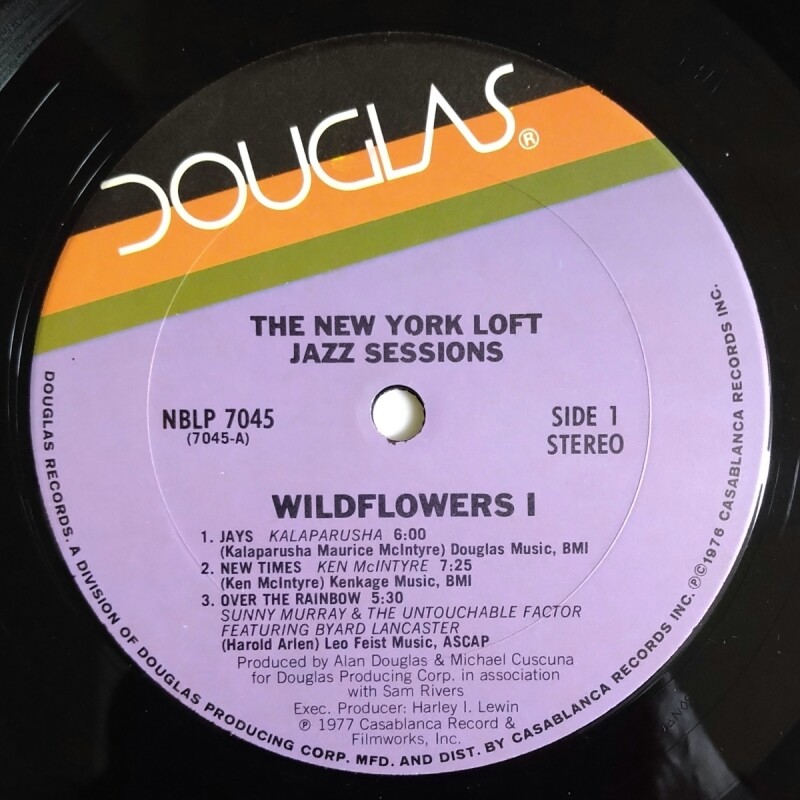 DOUGLAS®
THE NEW YORK LOFT
JAZZ SESSIONS
NBLP 7045
(7045-A)
SIDE 1
STEREO
WILDFLOWERS I
1. JAYS KALAPARUSHA 6:00
(Kalaparusha Maurice McIntyre) Douglas Music, BMI
2. NEW TIMES KEN McINTYRE 7:25
(Ken McIntyre) Kenkage Music, BMI
3. OVER THE RAINBOW 5:30
SUNNY MURRAY & THE UNTOUCHABLE FACTOR
FEATURING BYARD LANCASTER
(Harold Arlen) Leo Feist Music, ASCAP
Produced by Alan Douglas & Michael Cuscuna
for Douglas Producing Corp. in association
with Sam Rivers
Exec. Producer: Harley I. Lewin
℗ 1977 Casablanca Record &
Filmworks, Inc.
DOUGLAS RECORDS. A DIVISION OF DOUGLAS PRODUCING CORP. MFD. AND DIST. BY CASABLANCA RECORDS INC. ℗©1976 CASABLANCA RECORDS INC.